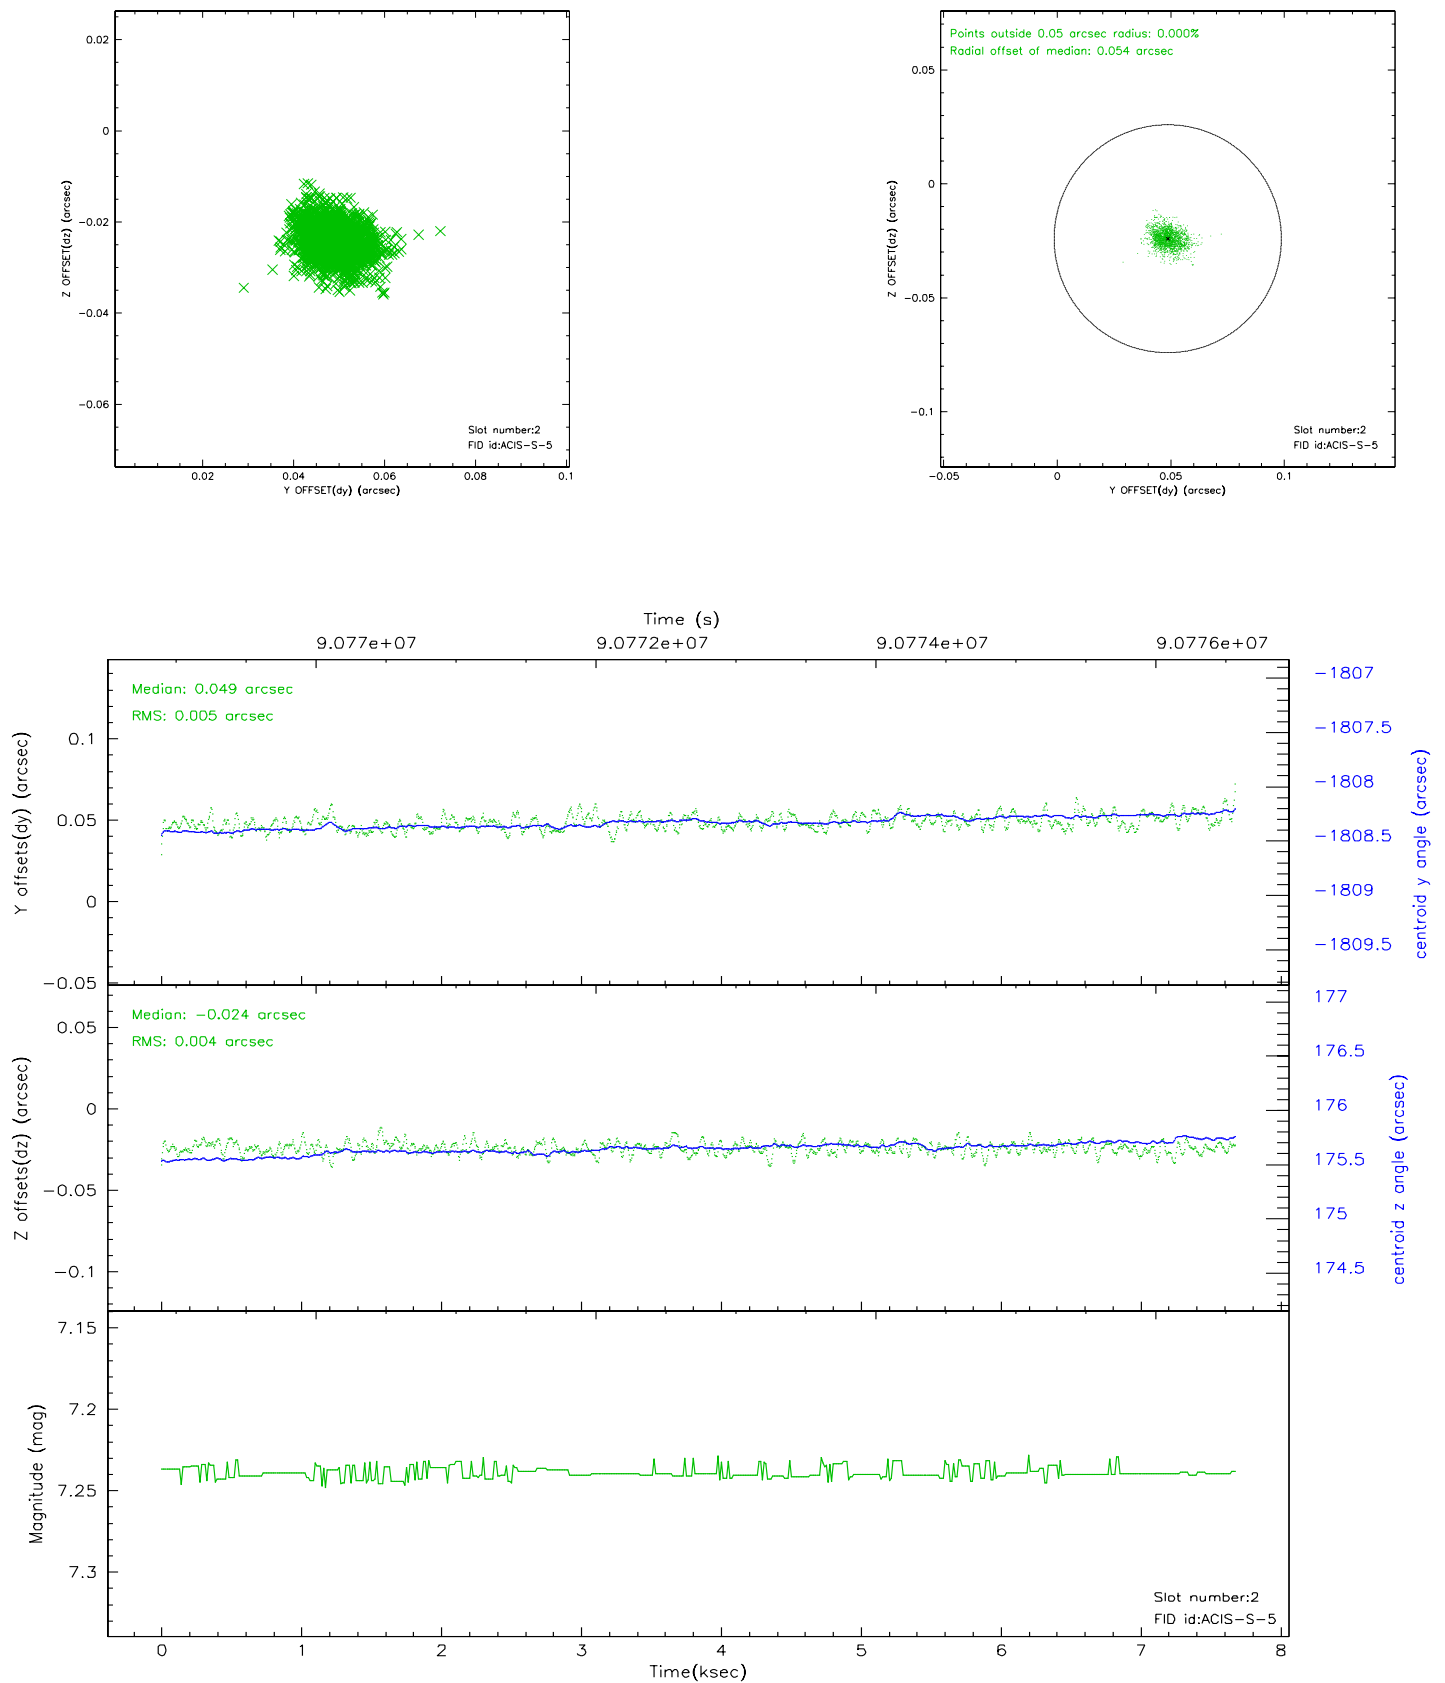 0.02
0
-0.02
-0.04
-0.06
Z OFFSET(dz) (arcsec)
Slot number:2
FID id:ACIS-S-5
0.02 0.04 0.06 0.08 0.1
Y OFFSET(dy) (arcsec)
Points outside 0.05 arcsec radius: 0.000%
Radial offset of median: 0.054 arcsec
0.05
0
-0.05
-0.1
Z OFFSET(dz) (arcsec)
Slot number:2
FID id:ACIS-S-5
-0.05 0 0.05 0.1
Y OFFSET(dy) (arcsec)
Time (s)
9.077e+07 9.0772e+07 9.0774e+07 9.0776e+07
Median: 0.049 arcsec
RMS: 0.005 arcsec
0.1
0.05
0
-0.05
Y offsets(dy) (arcsec)
-1807
-1807.5
-1808
-1808.5
-1809
-1809.5
centroid y angle (arcsec)
Median: -0.024 arcsec
RMS: 0.004 arcsec
0.05
0
-0.05
-0.1
Z offsets(dz) (arcsec)
177
176.5
176
175.5
175
174.5
centroid z angle (arcsec)
7.15
7.2
7.25
7.3
Magnitude (mag)
Slot number:2
FID id:ACIS-S-5
0 1 2 3 4 5 6 7 8
Time(ksec)